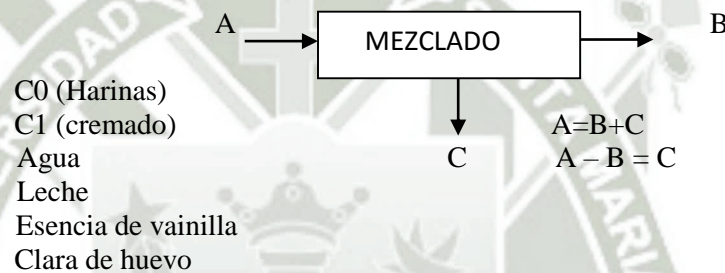 A MEZCLADO B
C0 (Harinas)
C1 (cremado) A=B+C
Agua C A – B = C
Leche
Esencia de vainilla
Clara de huevo